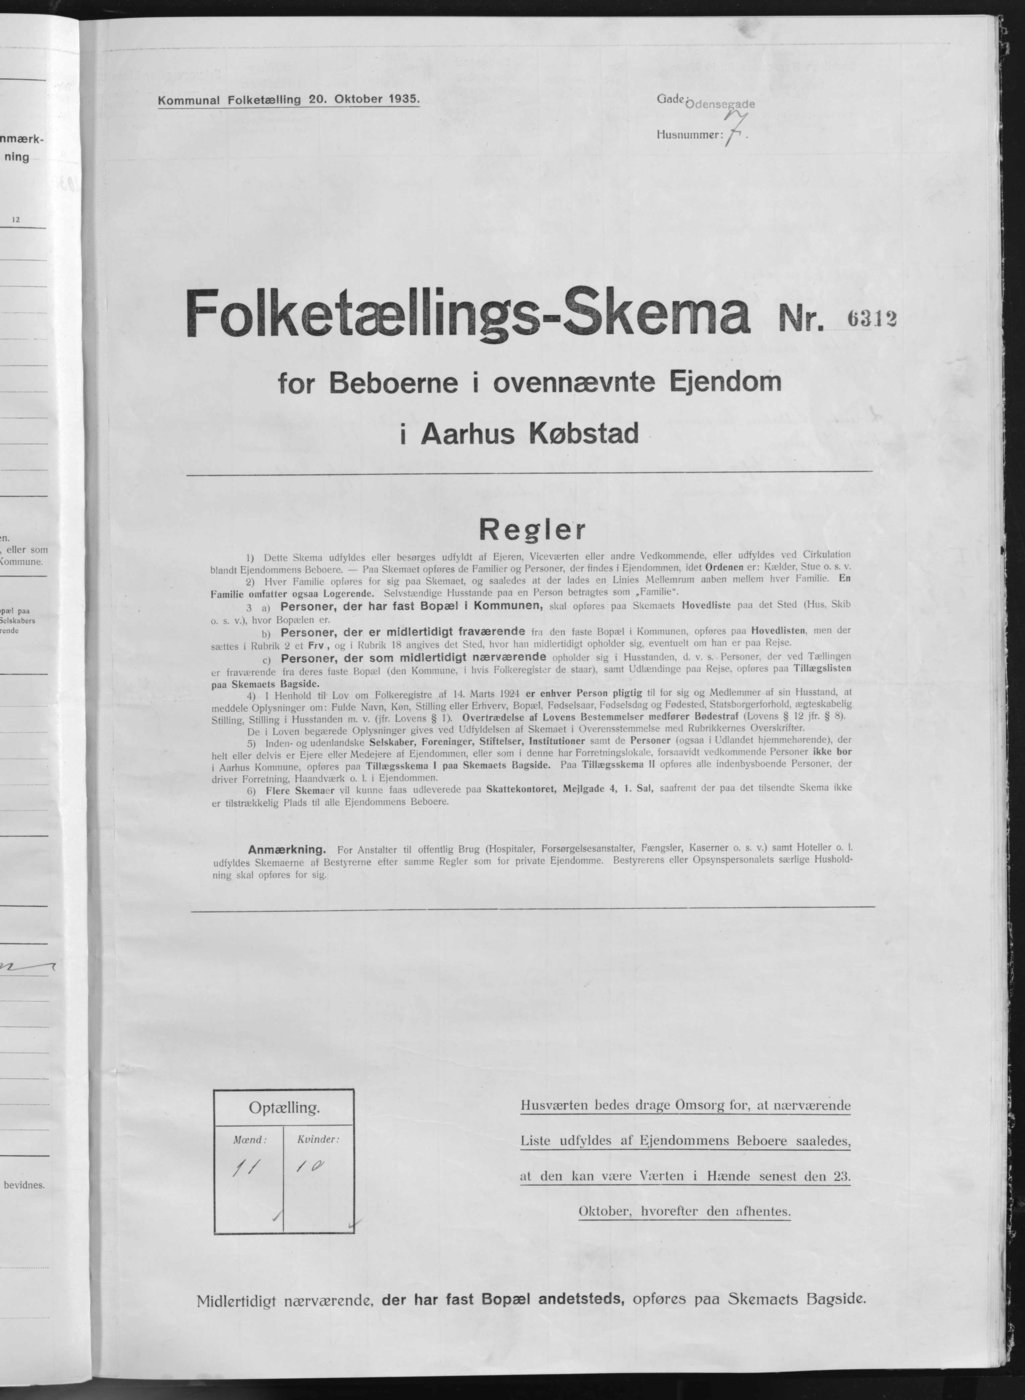 nmærk-
ning
12
en.
, eller som
Kommune.
opæl paa
Selskabers
rende
bevidnes.
Kommunal Folketælling 20. Oktober 1935.
Gade: Odensegade
Husnummer: 7.
Folketællings-Skema Nr. 6312
for Beboerne i ovennævnte Ejendom
i Aarhus Købstad
Regler
1) Dette Skema udfyldes eller besørges udfyldt af Ejeren, Viceværten eller andre Vedkommende, eller udfyldes ved Cirkulation
blandt Ejendommens Beboere. — Paa Skemaet opføres de Familier og Personer, der findes i Ejendommen, idet Ordenen er: Kælder, Stue o. s. v.
2) Hver Familie opføres for sig paa Skemaet, og saaledes at der lades en Linies Mellemrum aaben mellem hver Familie. En
Familie omfatter ogsaa Logerende. Selvstændige Husstande paa en Person betragtes som „Familie".
3 a) Personer, der har fast Bopæl i Kommunen, skal opføres paa Skemaets Hovedliste paa det Sted (Hus, Skib
o. s. v.), hvor Bopælen er.
b) Personer, der er midlertidigt fraværende fra den faste Bopæl i Kommunen, opføres paa Hovedlisten, men der
sættes i Rubrik 2 et Frv., og i Rubrik 18 angives det Sted, hvor han midlertidigt opholder sig, eventuelt om han er paa Rejse.
c) Personer, der som midlertidigt nærværende opholder sig i Husstanden, d. v. s. Personer, der ved Tællingen
er fraværende fra deres faste Bopæl (den Kommune, i hvis Folkeregister de staar), samt Udlændinge paa Rejse, opføres paa Tillægslisten
paa Skemaets Bagside.
4) I Henhold til Lov om Folkeregistre af 14. Marts 1924 er enhver Person pligtig til for sig og Medlemmer af sin Husstand, at
meddele Oplysninger om: Fulde Navn, Køn, Stilling eller Erhverv, Bopæl, Fødselsaar, Fødselsdag og Fødested, Statsborgerforhold, ægteskabelig
Stilling, Stilling i Husstanden m. v. (jfr. Lovens § 1). Overtrædelse af Lovens Bestemmelser medfører Bødestraf (Lovens § 12 jfr. § 8).
De i Loven begærede Oplysninger gives ved Udfyldelsen af Skemaet i Overensstemmelse med Rubrikkernes Overskrifter.
5) Inden- og udenlandske Selskaber, Foreninger, Stiftelser, Institutioner samt de Personer (ogsaa i Udlandet hjemmehørende), der
helt eller delvis er Ejere eller Medejere af Ejendommen, eller som i denne har Forretningslokale, forsaavidt vedkommende Personer ikke bor
i Aarhus Kommune, opføres paa Tillægsskema I paa Skemaets Bagside. Paa Tillægsskema II opføres alle indenbysboende Personer, der
driver Forretning, Haandværk o. l. i Ejendommen.
6) Flere Skemaer vil kunne faas udleverede paa Skattekontoret, Mejlgade 4, 1. Sal, saafremt der paa det tilsendte Skema ikke
er tilstrækkelig Plads til alle Ejendommens Beboere.
Anmærkning. For Anstalter til offentlig Brug (Hospitaler, Forsørgelsesanstalter, Fængsler, Kaserner o. s. v.) samt Hoteller o. l.
udfyldes Skemaerne af Bestyrerne efter samme Regler som for private Ejendomme. Bestyrerens eller Opsynspersonalets særlige Hushold-
ning skal opføres for sig.
Optælling.
Mænd: Kvinder:
11 10
Husværten bedes drage Omsorg for, at nærværende
Liste udfyldes af Ejendommens Beboere saaledes,
at den kan være Værten i Hænde senest den 23.
Oktober, hvorefter den afhentes.
Midlertidigt nærværende, der har fast Bopæl andetsteds, opføres paa Skemaets Bagside.